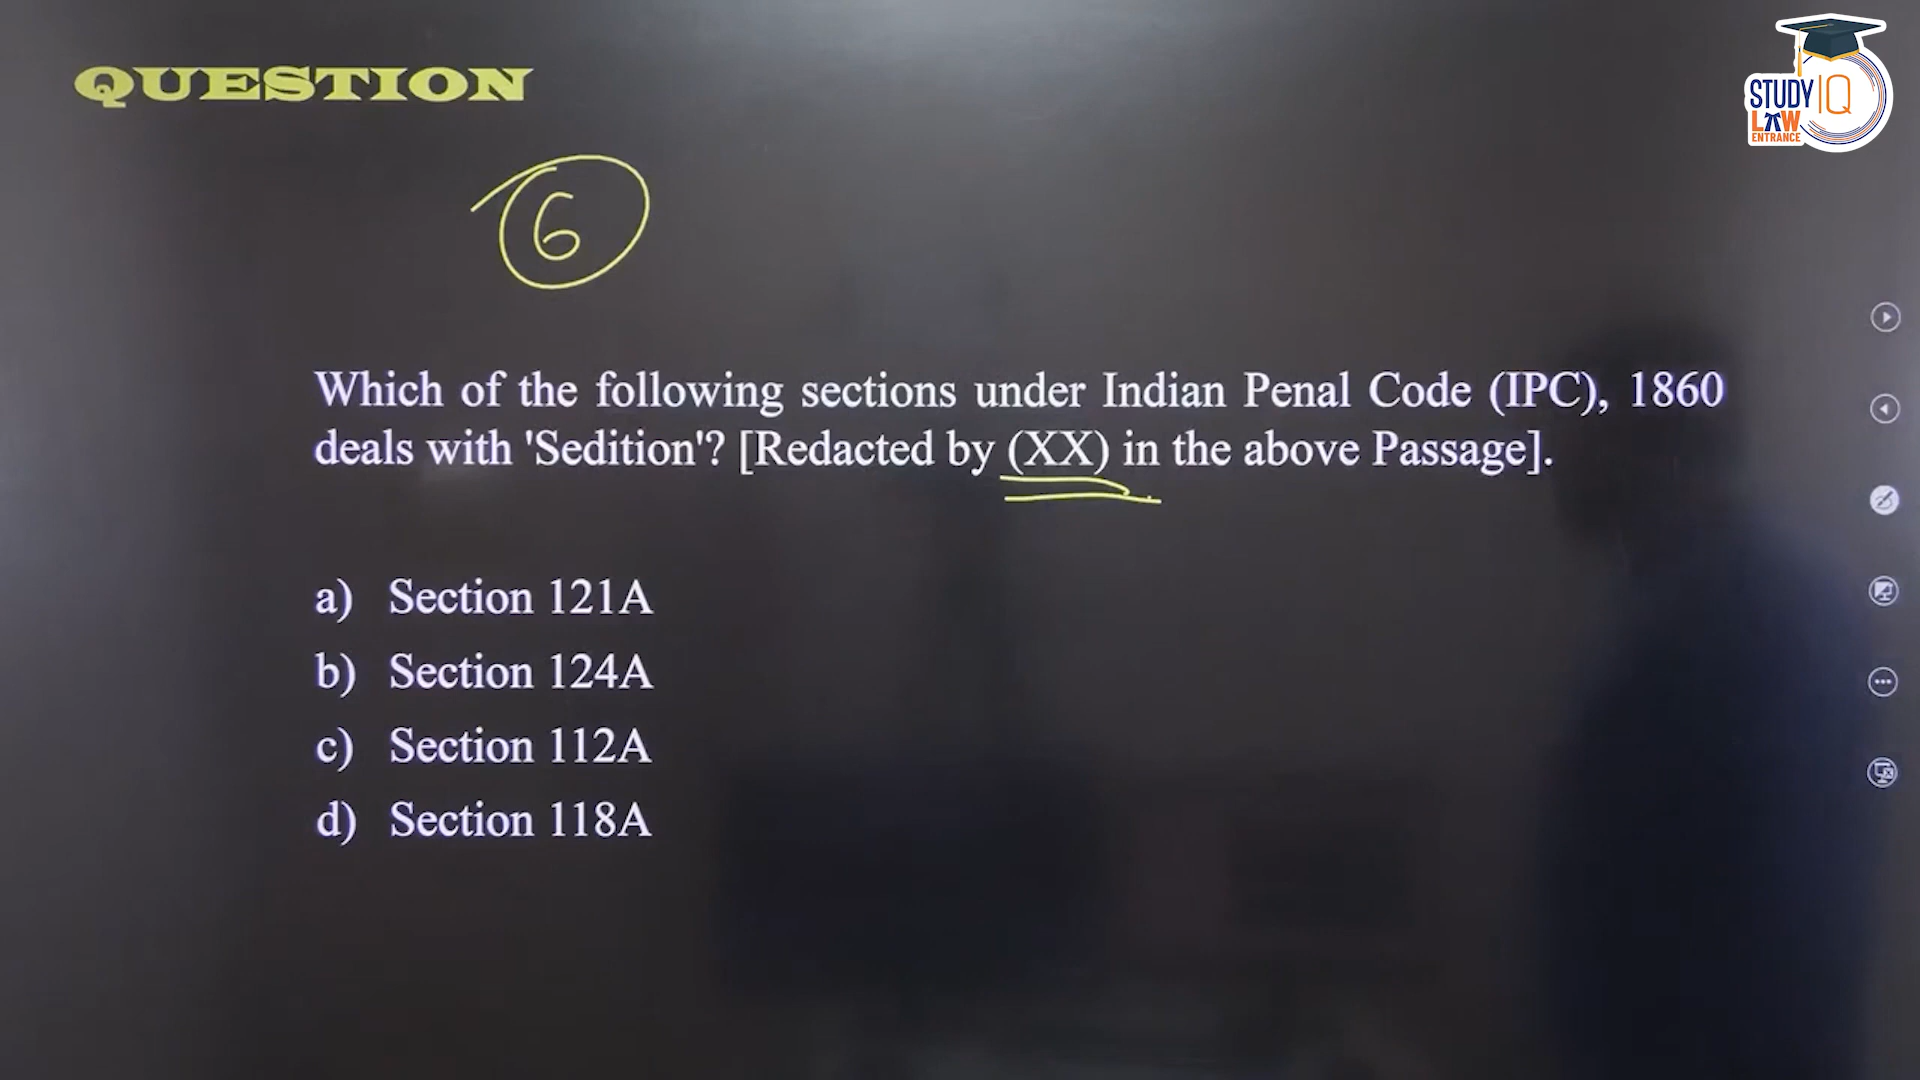 QUESTION
STUDY IQ
LAW
ENTRANCE
6
Which of the following sections under Indian Penal Code (IPC), 1860
deals with 'Sedition'? [Redacted by (XX) in the above Passage].
a) Section 121A
b) Section 124A
c) Section 112A
d) Section 118A